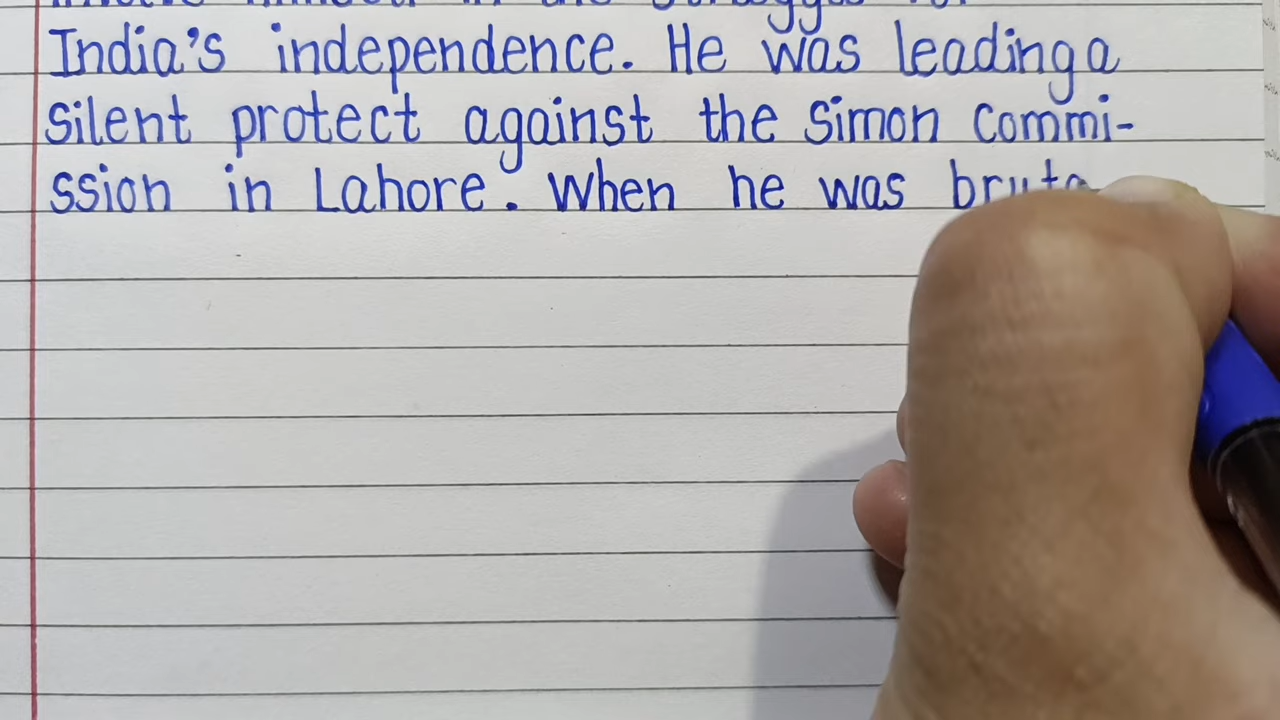 India's independence. He was leading a
silent protect against the Simon Commi-
ssion in Lahore. When he was